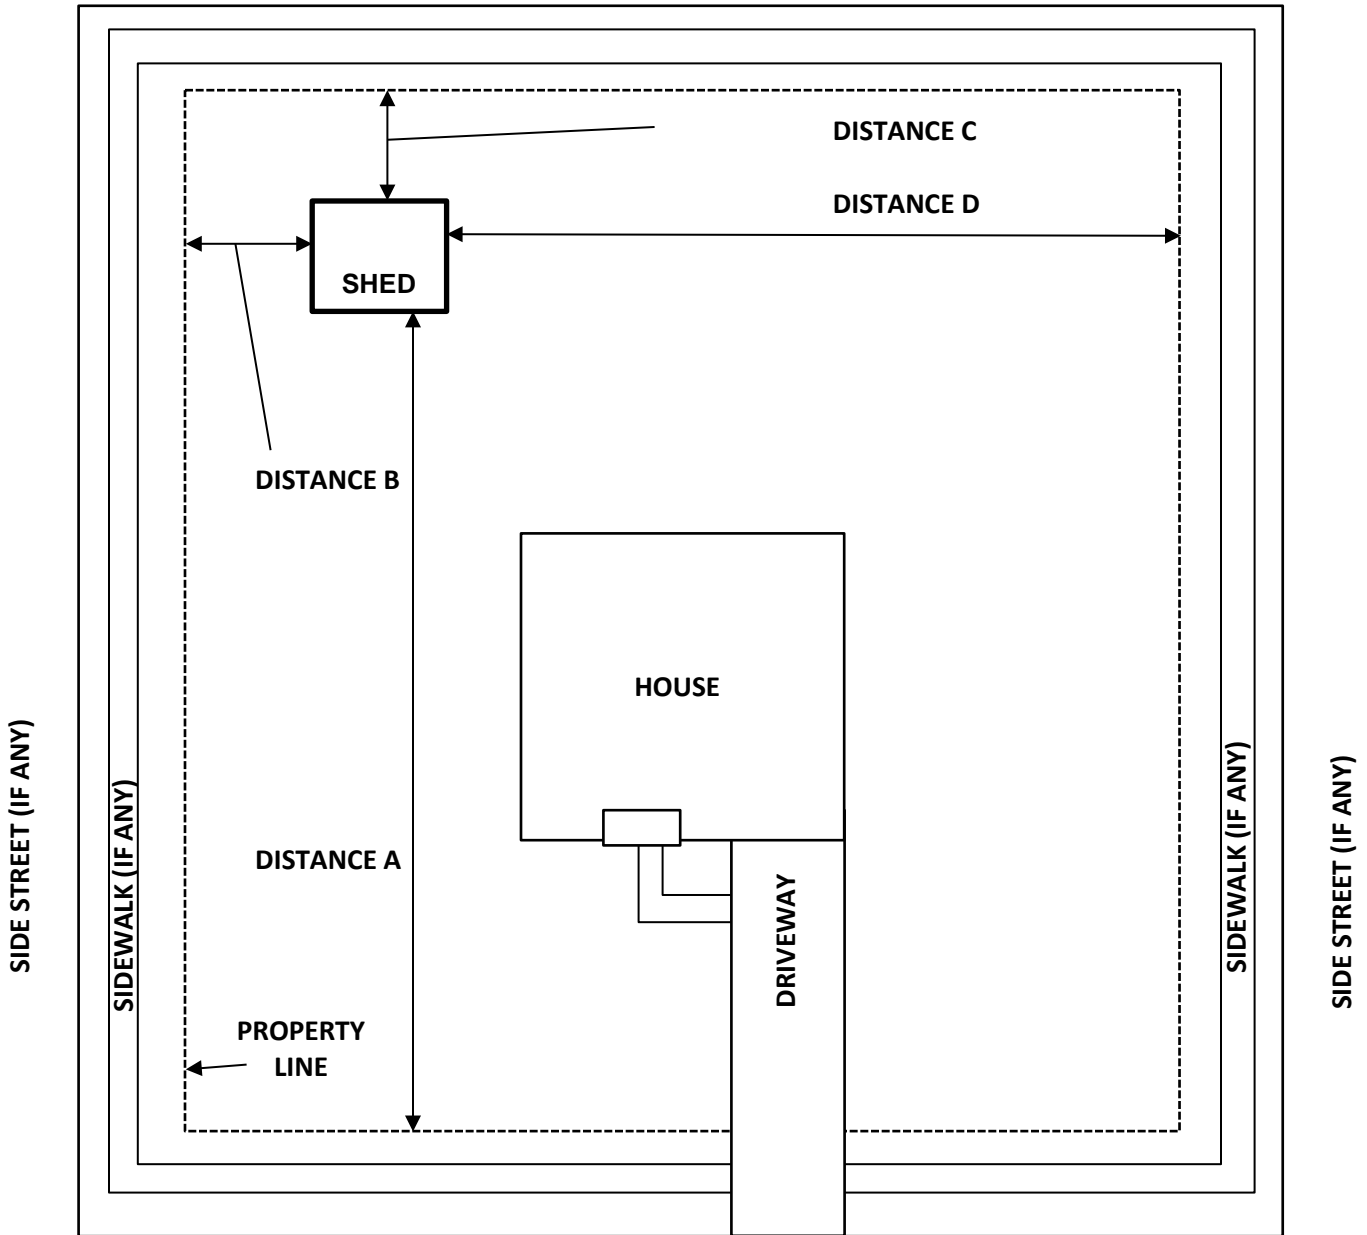 DISTANCE C
DISTANCE D
SHED
DISTANCE B
HOUSE
SIDE STREET (IF ANY)
SIDEWALK (IF ANY)
DISTANCE A
DRIVEWAY
SIDEWALK (IF ANY)
SIDE STREET (IF ANY)
PROPERTY
LINE